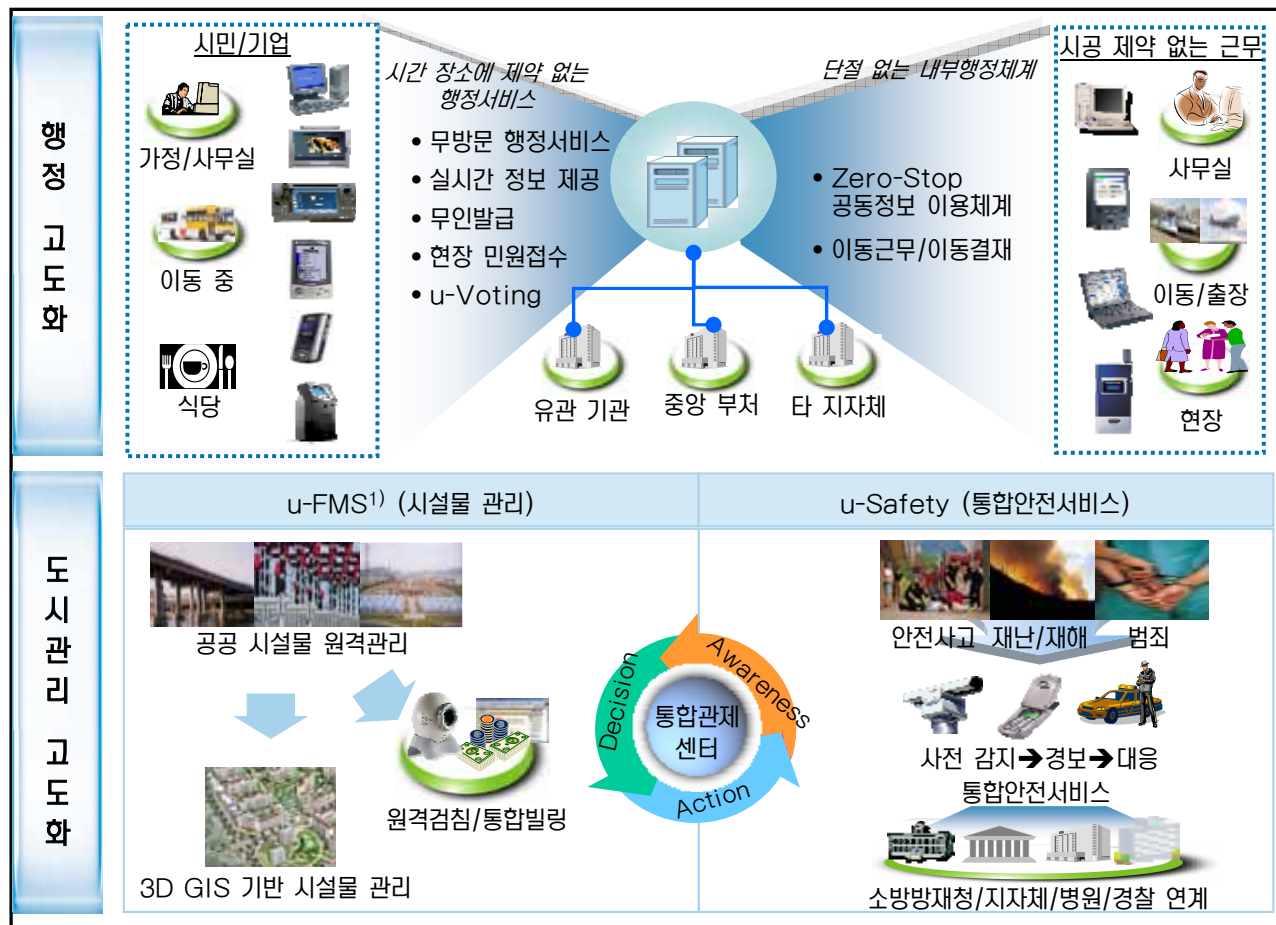 행정 고도화
시민/기업
가정/사무실
이동 중
식당
시간 장소에 제약 없는
행정서비스
• 무방문 행정서비스
• 실시간 정보 제공
• 무인발급
• 현장 민원접수
• u-Voting
유관 기관
중앙 부처
타 지자체
단절 없는 내부행정체계
• Zero-Stop
공동정보 이용체계
• 이동근무/이동결재
시공 제약 없는 근무
사무실
이동/출장
현장
도시관리 고도화
u-FMS1) (시설물 관리)
공공 시설물 원격관리
원격검침/통합빌링
3D GIS 기반 시설물 관리
Decision
Awareness
Action
통합관제
센터
u-Safety (통합안전서비스)
안전사고 재난/재해 범죄
사전 감지➔경보➔대응
통합안전서비스
소방방재청/지자체/병원/경찰 연계